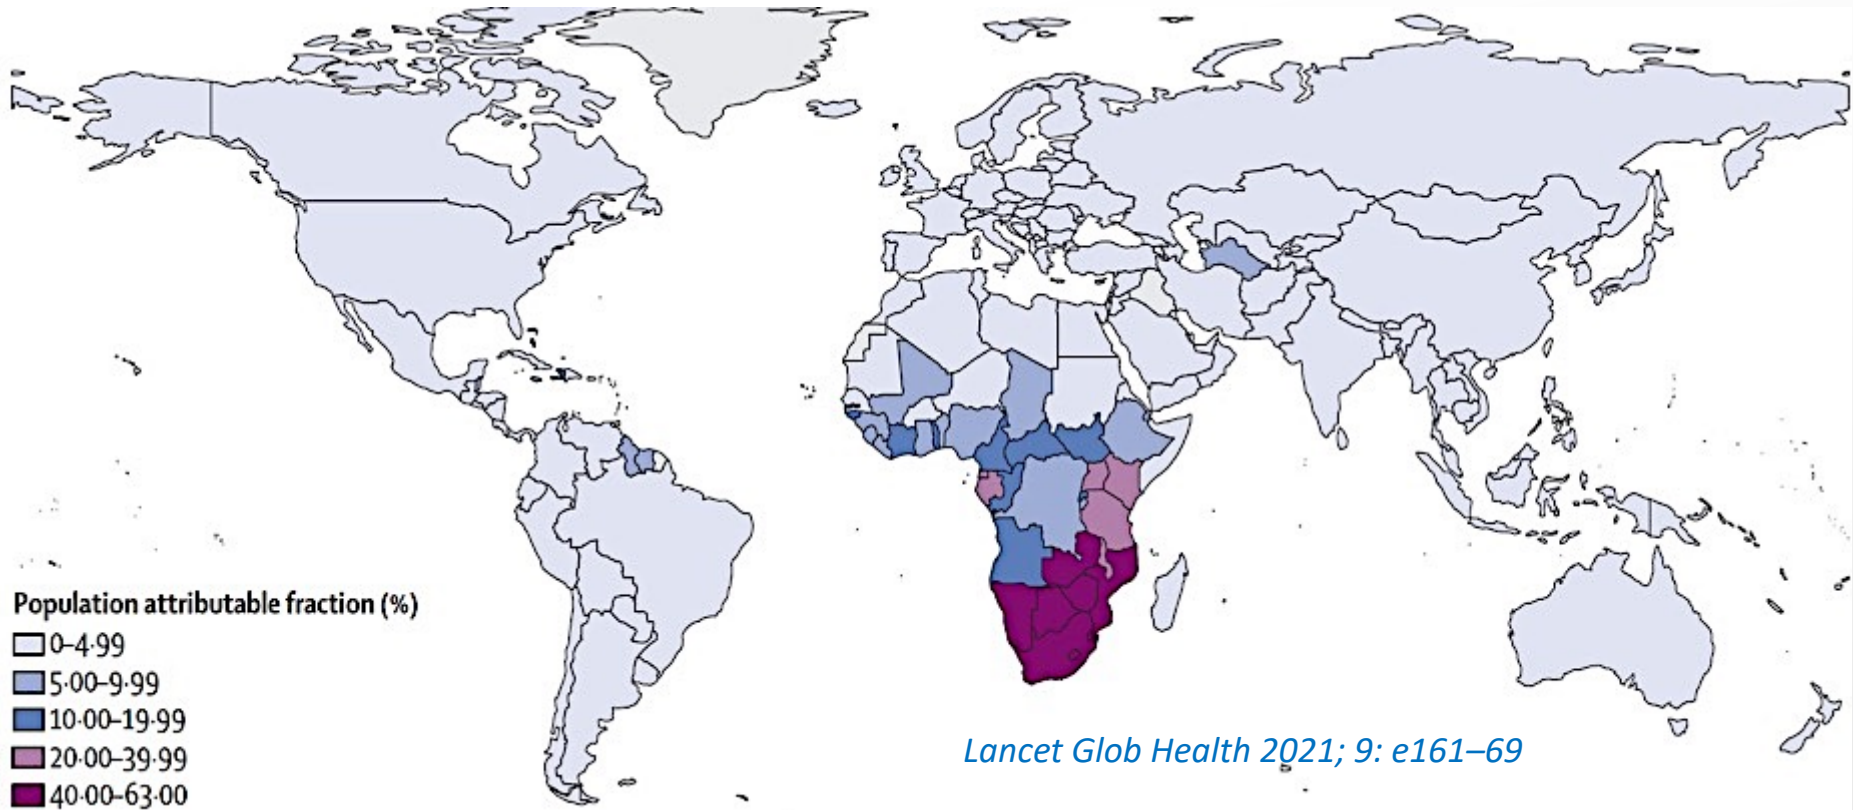 Population attributable fraction (%)
0–4·99
5·00–9·99
10·00–19·99
20·00–39·99
40·00–63·00
Lancet Glob Health 2021; 9: e161–69